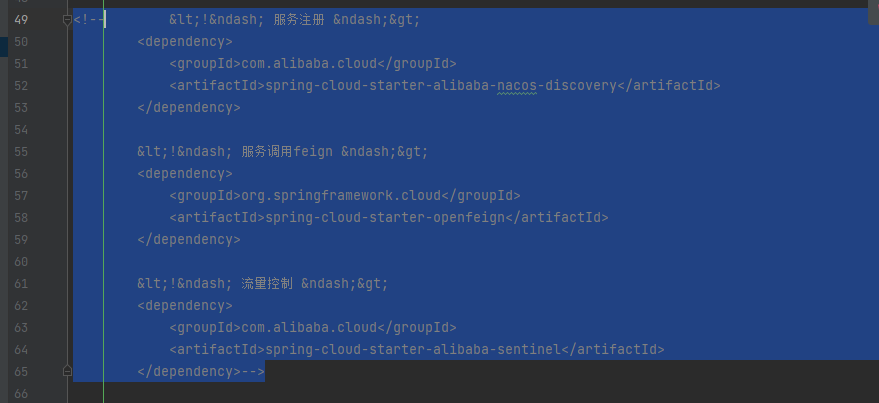 49 <!-- &lt;!&ndash; 服务注册 &ndash;&gt;
50 <dependency>
51 <groupId>com.alibaba.cloud</groupId>
52 <artifactId>spring-cloud-starter-alibaba-nacos-discovery</artifactId>
53 </dependency>
54
55 &lt;!&ndash; 服务调用feign &ndash;&gt;
56 <dependency>
57 <groupId>org.springframework.cloud</groupId>
58 <artifactId>spring-cloud-starter-openfeign</artifactId>
59 </dependency>
60
61 &lt;!&ndash; 流量控制 &ndash;&gt;
62 <dependency>
63 <groupId>com.alibaba.cloud</groupId>
64 <artifactId>spring-cloud-starter-alibaba-sentinel</artifactId>
65 </dependency>-->
66